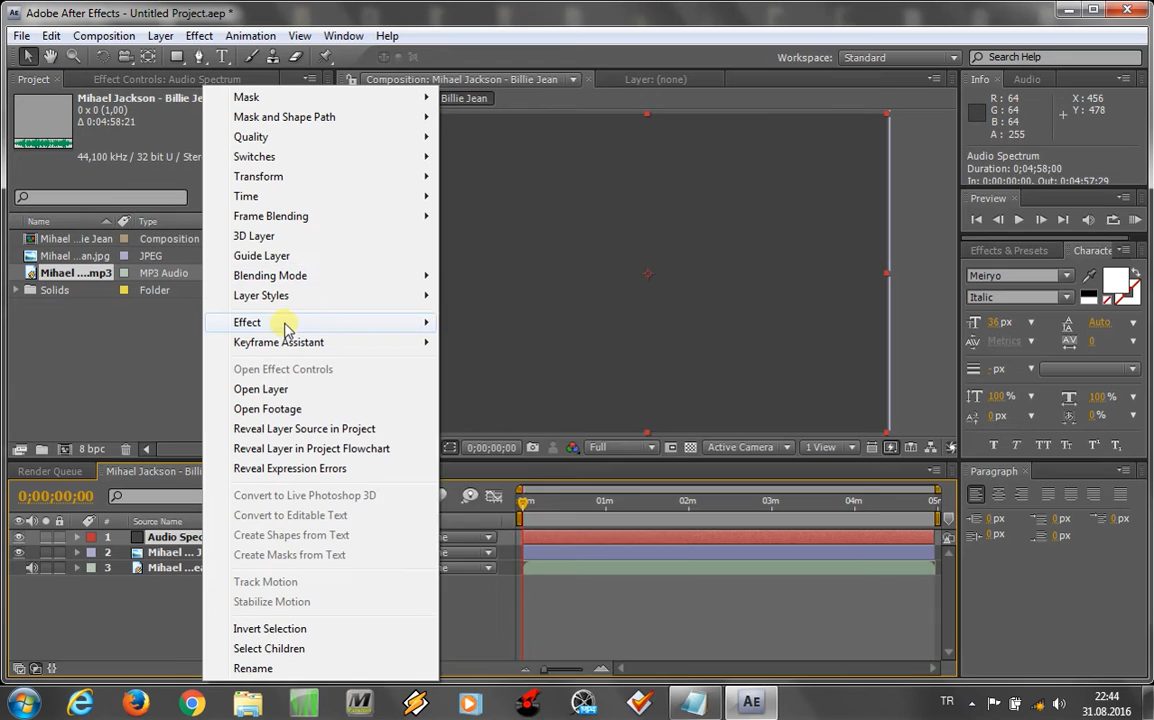 Adobe After Effects - Untitled Project.aep *
File Edit Composition Layer Effect Animation View Window Help
Workspace: Standard Search Help
Project Effect Controls: Audio Spectrum Composition: Mihael Jackson - Billie Jean Layer: (none) Info Audio
Mihael Jackson - Billie Je
0 x 0 (1,00)
Δ 0:04:58:21
44,100 kHz / 32 bit U / Ste
Billie Jean
R : 64
G : 64
B : 64
A : 255
X : 456
Y : 478
Audio Spectrum
Duration: 0;04;58;00
In: 0;00;00;00, Out: 0;04;57;29
Preview
Name Type
Mihael ...ie Jean Composition
Mihael ....an.jpg JPEG
Mihael ....mp3 MP3 Audio
Solids Folder
8 bpc
Mask
Mask and Shape Path
Quality
Switches
Transform
Time
Frame Blending
3D Layer
Guide Layer
Blending Mode
Layer Styles
Effect
Keyframe Assistant
Open Effect Controls
Open Layer
Open Footage
Reveal Layer Source in Project
Reveal Layer in Project Flowchart
Reveal Expression Errors
Convert to Live Photoshop 3D
Convert to Editable Text
Create Shapes from Text
Create Masks from Text
Track Motion
Stabilize Motion
Invert Selection
Select Children
Rename
0;00;00;00 Full Active Camera 1 View
Effects & Presets Characte
Meiryo
Italic
36 px Auto
Metrics 0
- px
100 % 100 %
0 px 0 %
T T TT Tt T¹ T₁
Paragraph
0 px 0 px 0 px
0 px 0 px
Render Queue Mihael Jackson - Billi
0;00;00;00
# Source Name
1 Audio Spec
2 Mihael ... J
3 Mihael ...ea
01m 02m 03m 04m 05
TR
22:44
31.08.2016